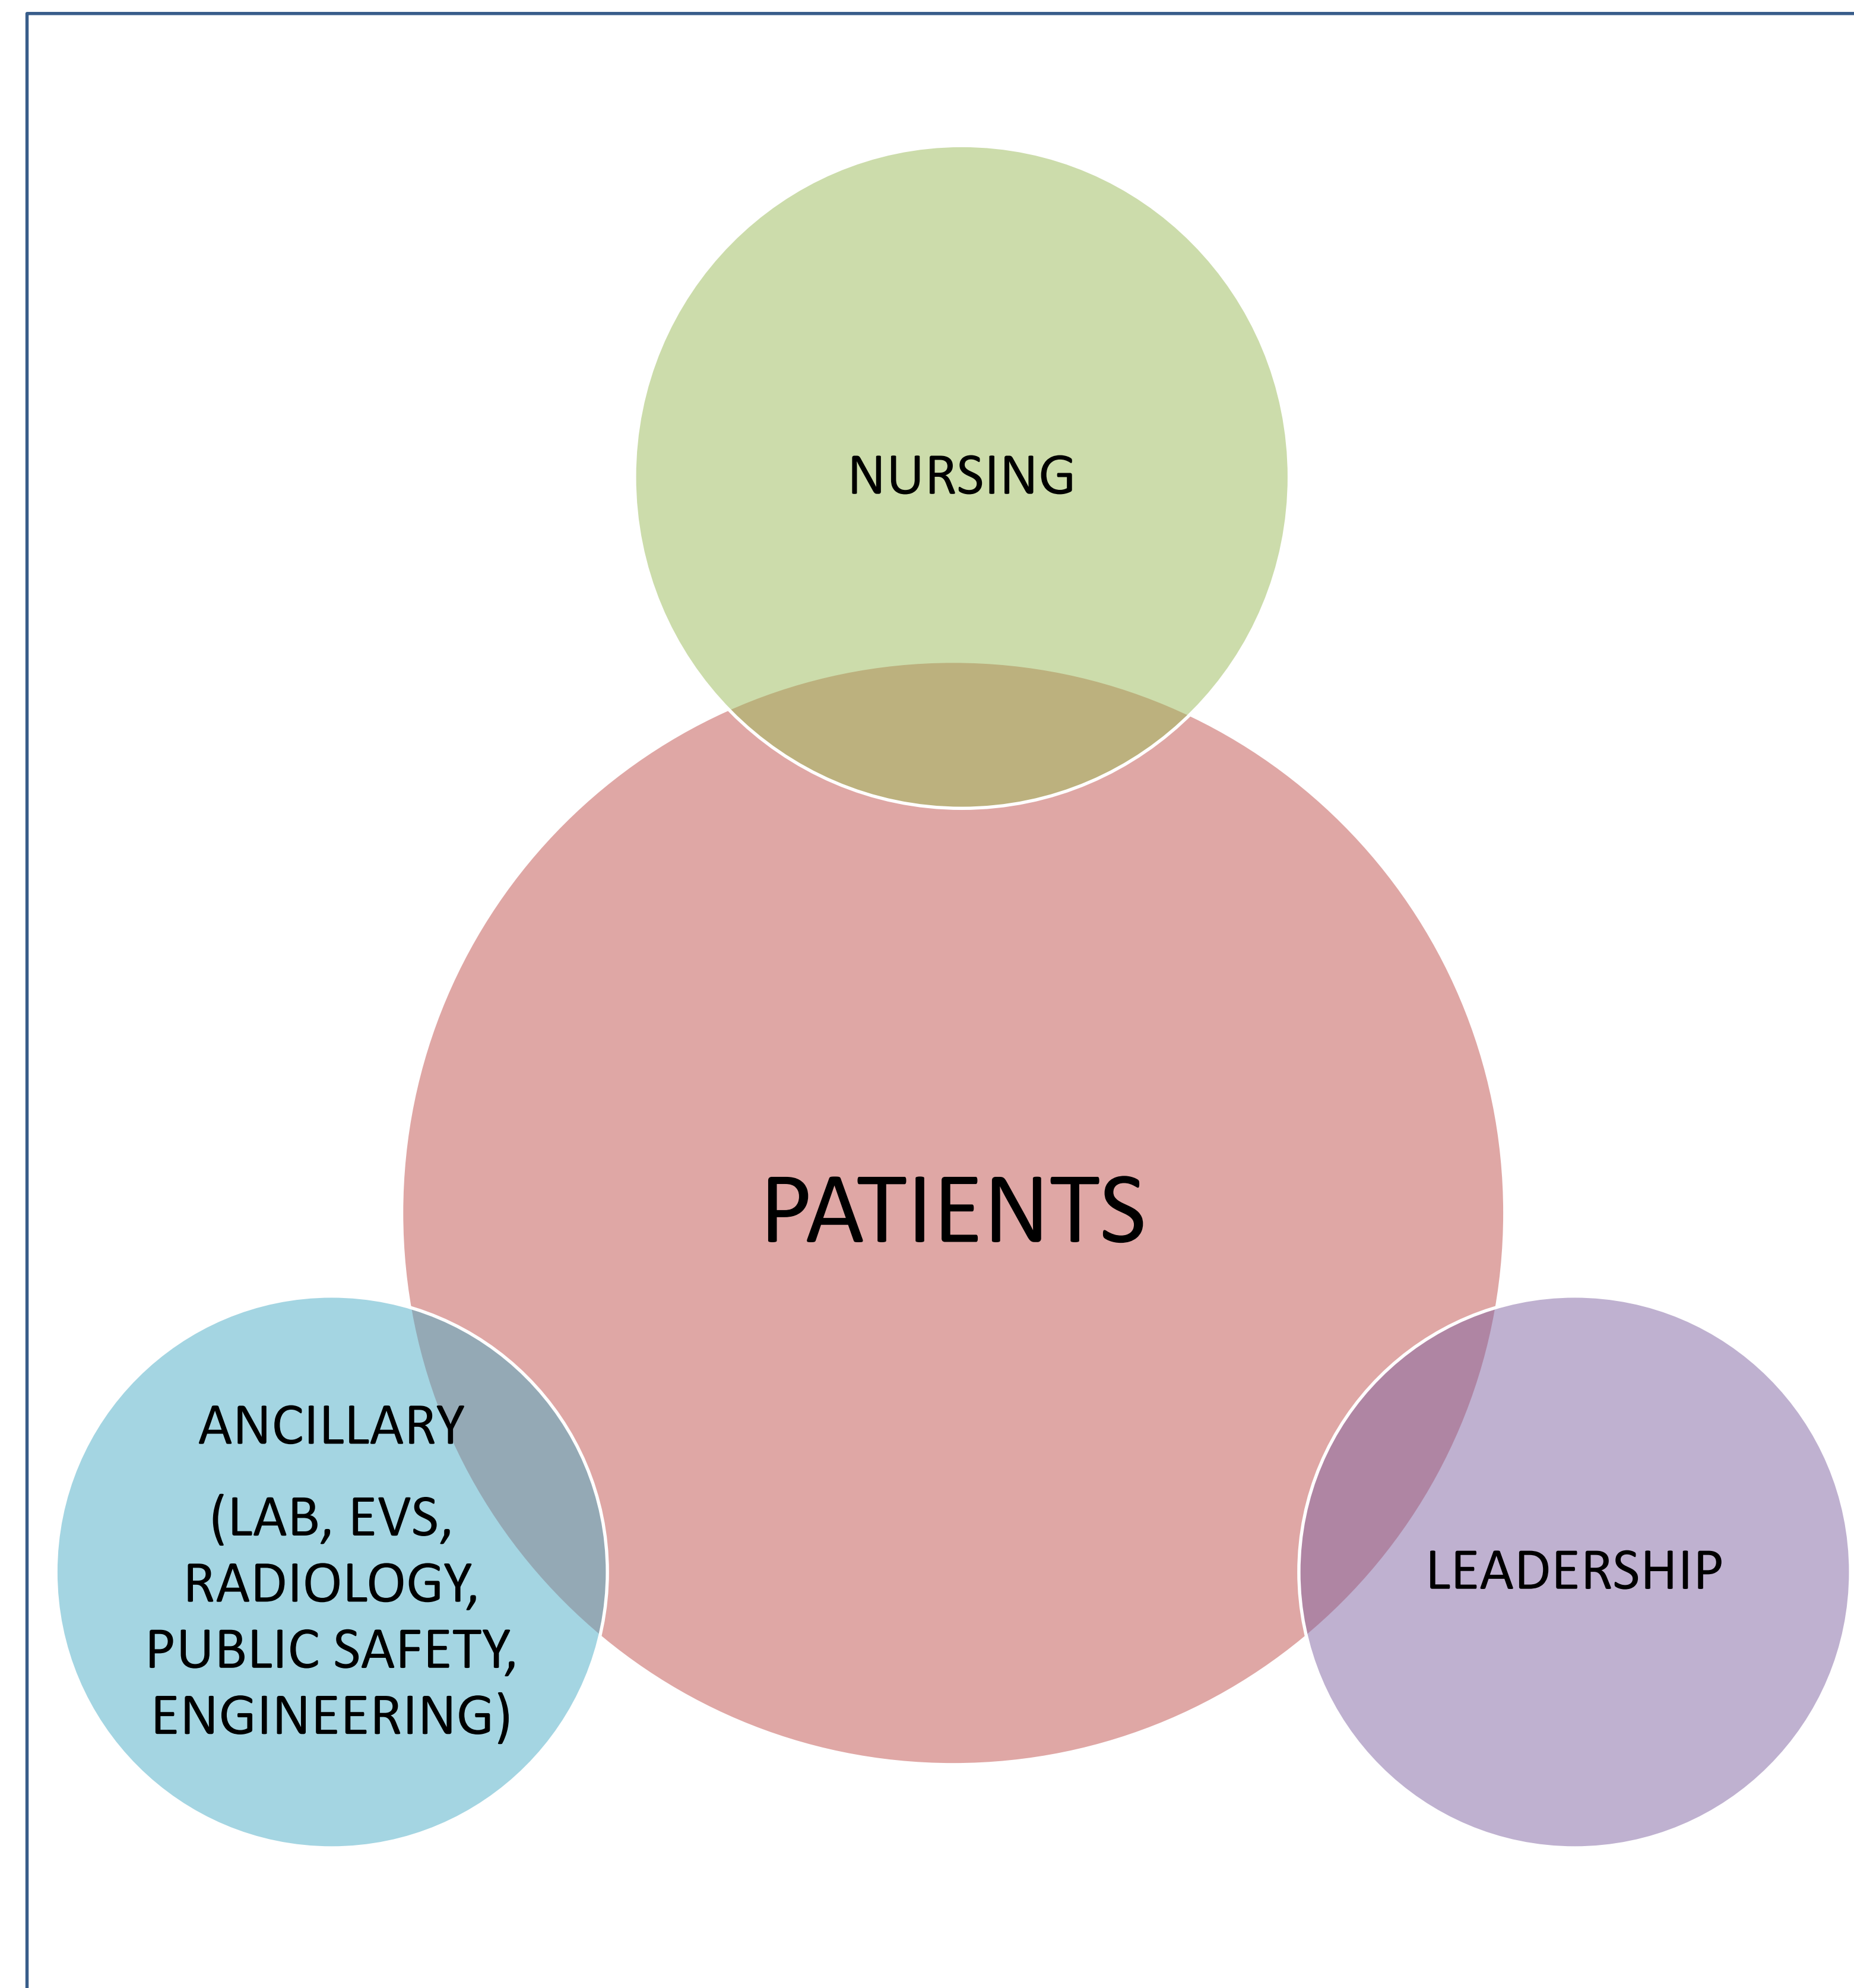 NURSING
PATIENTS
ANCILLARY
(LAB, EVS,
RADIOLOGY,
PUBLIC SAFETY,
ENGINEERING)
LEADERSHIP